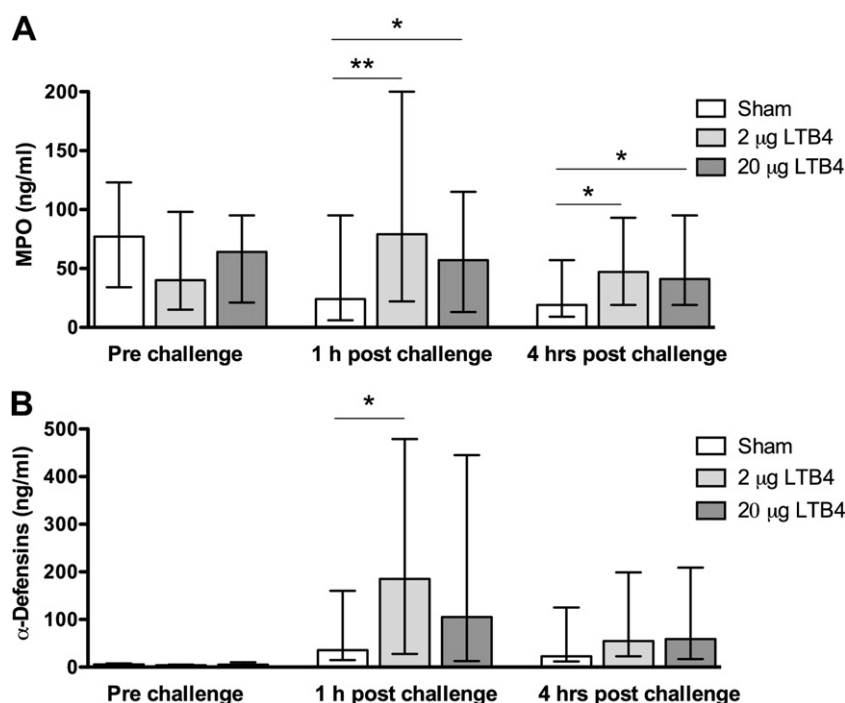 A
MPO (ng/ml)
200
150
100
50
0
*
**
*
*
Sham
2 μg LTB4
20 μg LTB4
Pre challenge
1 h post challenge
4 hrs post challenge
B
α-Defensins (ng/ml)
500
400
300
200
100
0
*
Sham
2 μg LTB4
20 μg LTB4
Pre challenge
1 h post challenge
4 hrs post challenge